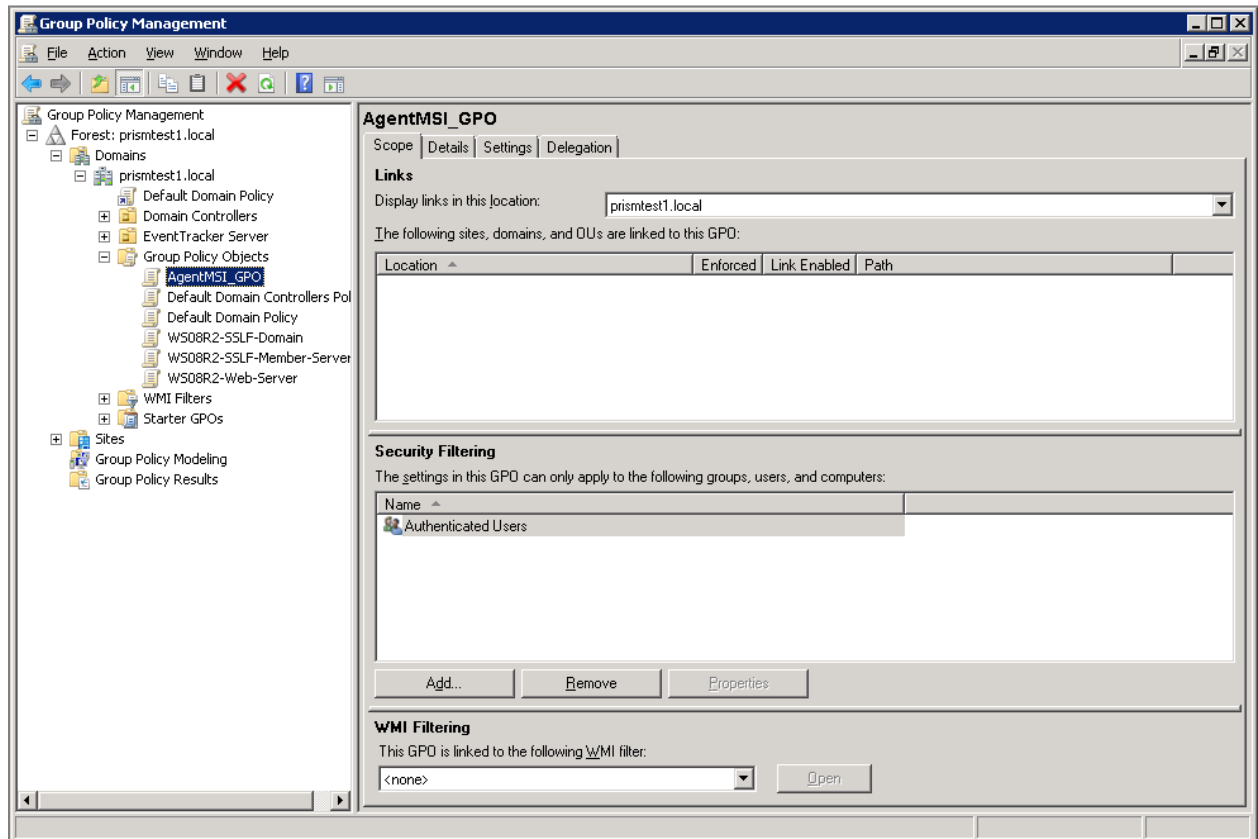 Group Policy Management
File Action View Window Help
Group Policy Management
Forest: prismtest1.local
Domains
prismtest1.local
Default Domain Policy
Domain Controllers
EventTracker Server
Group Policy Objects
AgentMSI_GPO
Default Domain Controllers Pol
Default Domain Policy
WS08R2-SSLF-Domain
WS08R2-SSLF-Member-Server
WS08R2-Web-Server
WMI Filters
Starter GPOs
Sites
Group Policy Modeling
Group Policy Results
AgentMSI_GPO
Scope Details Settings Delegation
Links
Display links in this location: prismtest1.local
The following sites, domains, and OUs are linked to this GPO:
Location Enforced Link Enabled Path
Security Filtering
The settings in this GPO can only apply to the following groups, users, and computers:
Name
Authenticated Users
Add... Remove Properties
WMI Filtering
This GPO is linked to the following WMI filter:
<none> Open